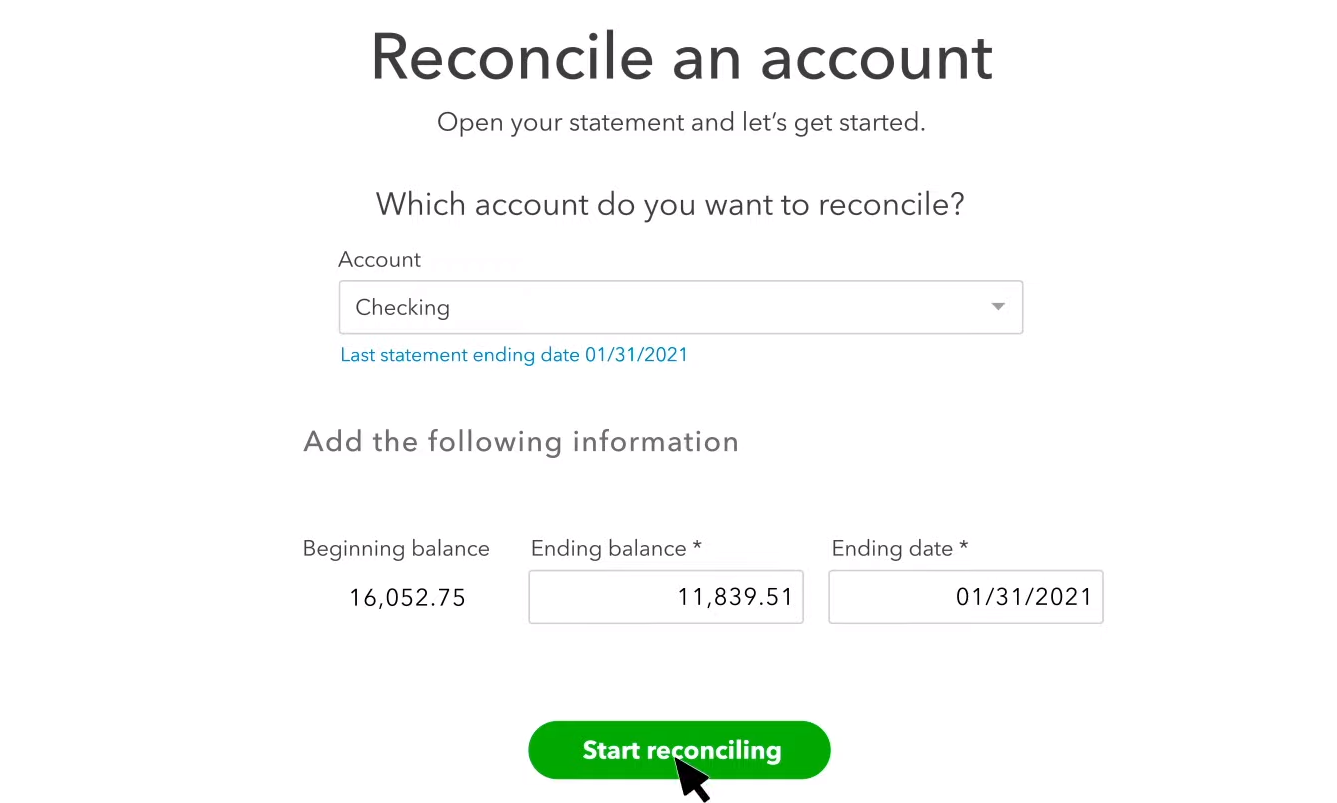 Reconcile an account
Open your statement and let’s get started.
Which account do you want to reconcile?
Account
Checking
Last statement ending date 01/31/2021
Add the following information
Beginning balance Ending balance * Ending date *
16,052.75 11,839.51 01/31/2021
Start reconciling